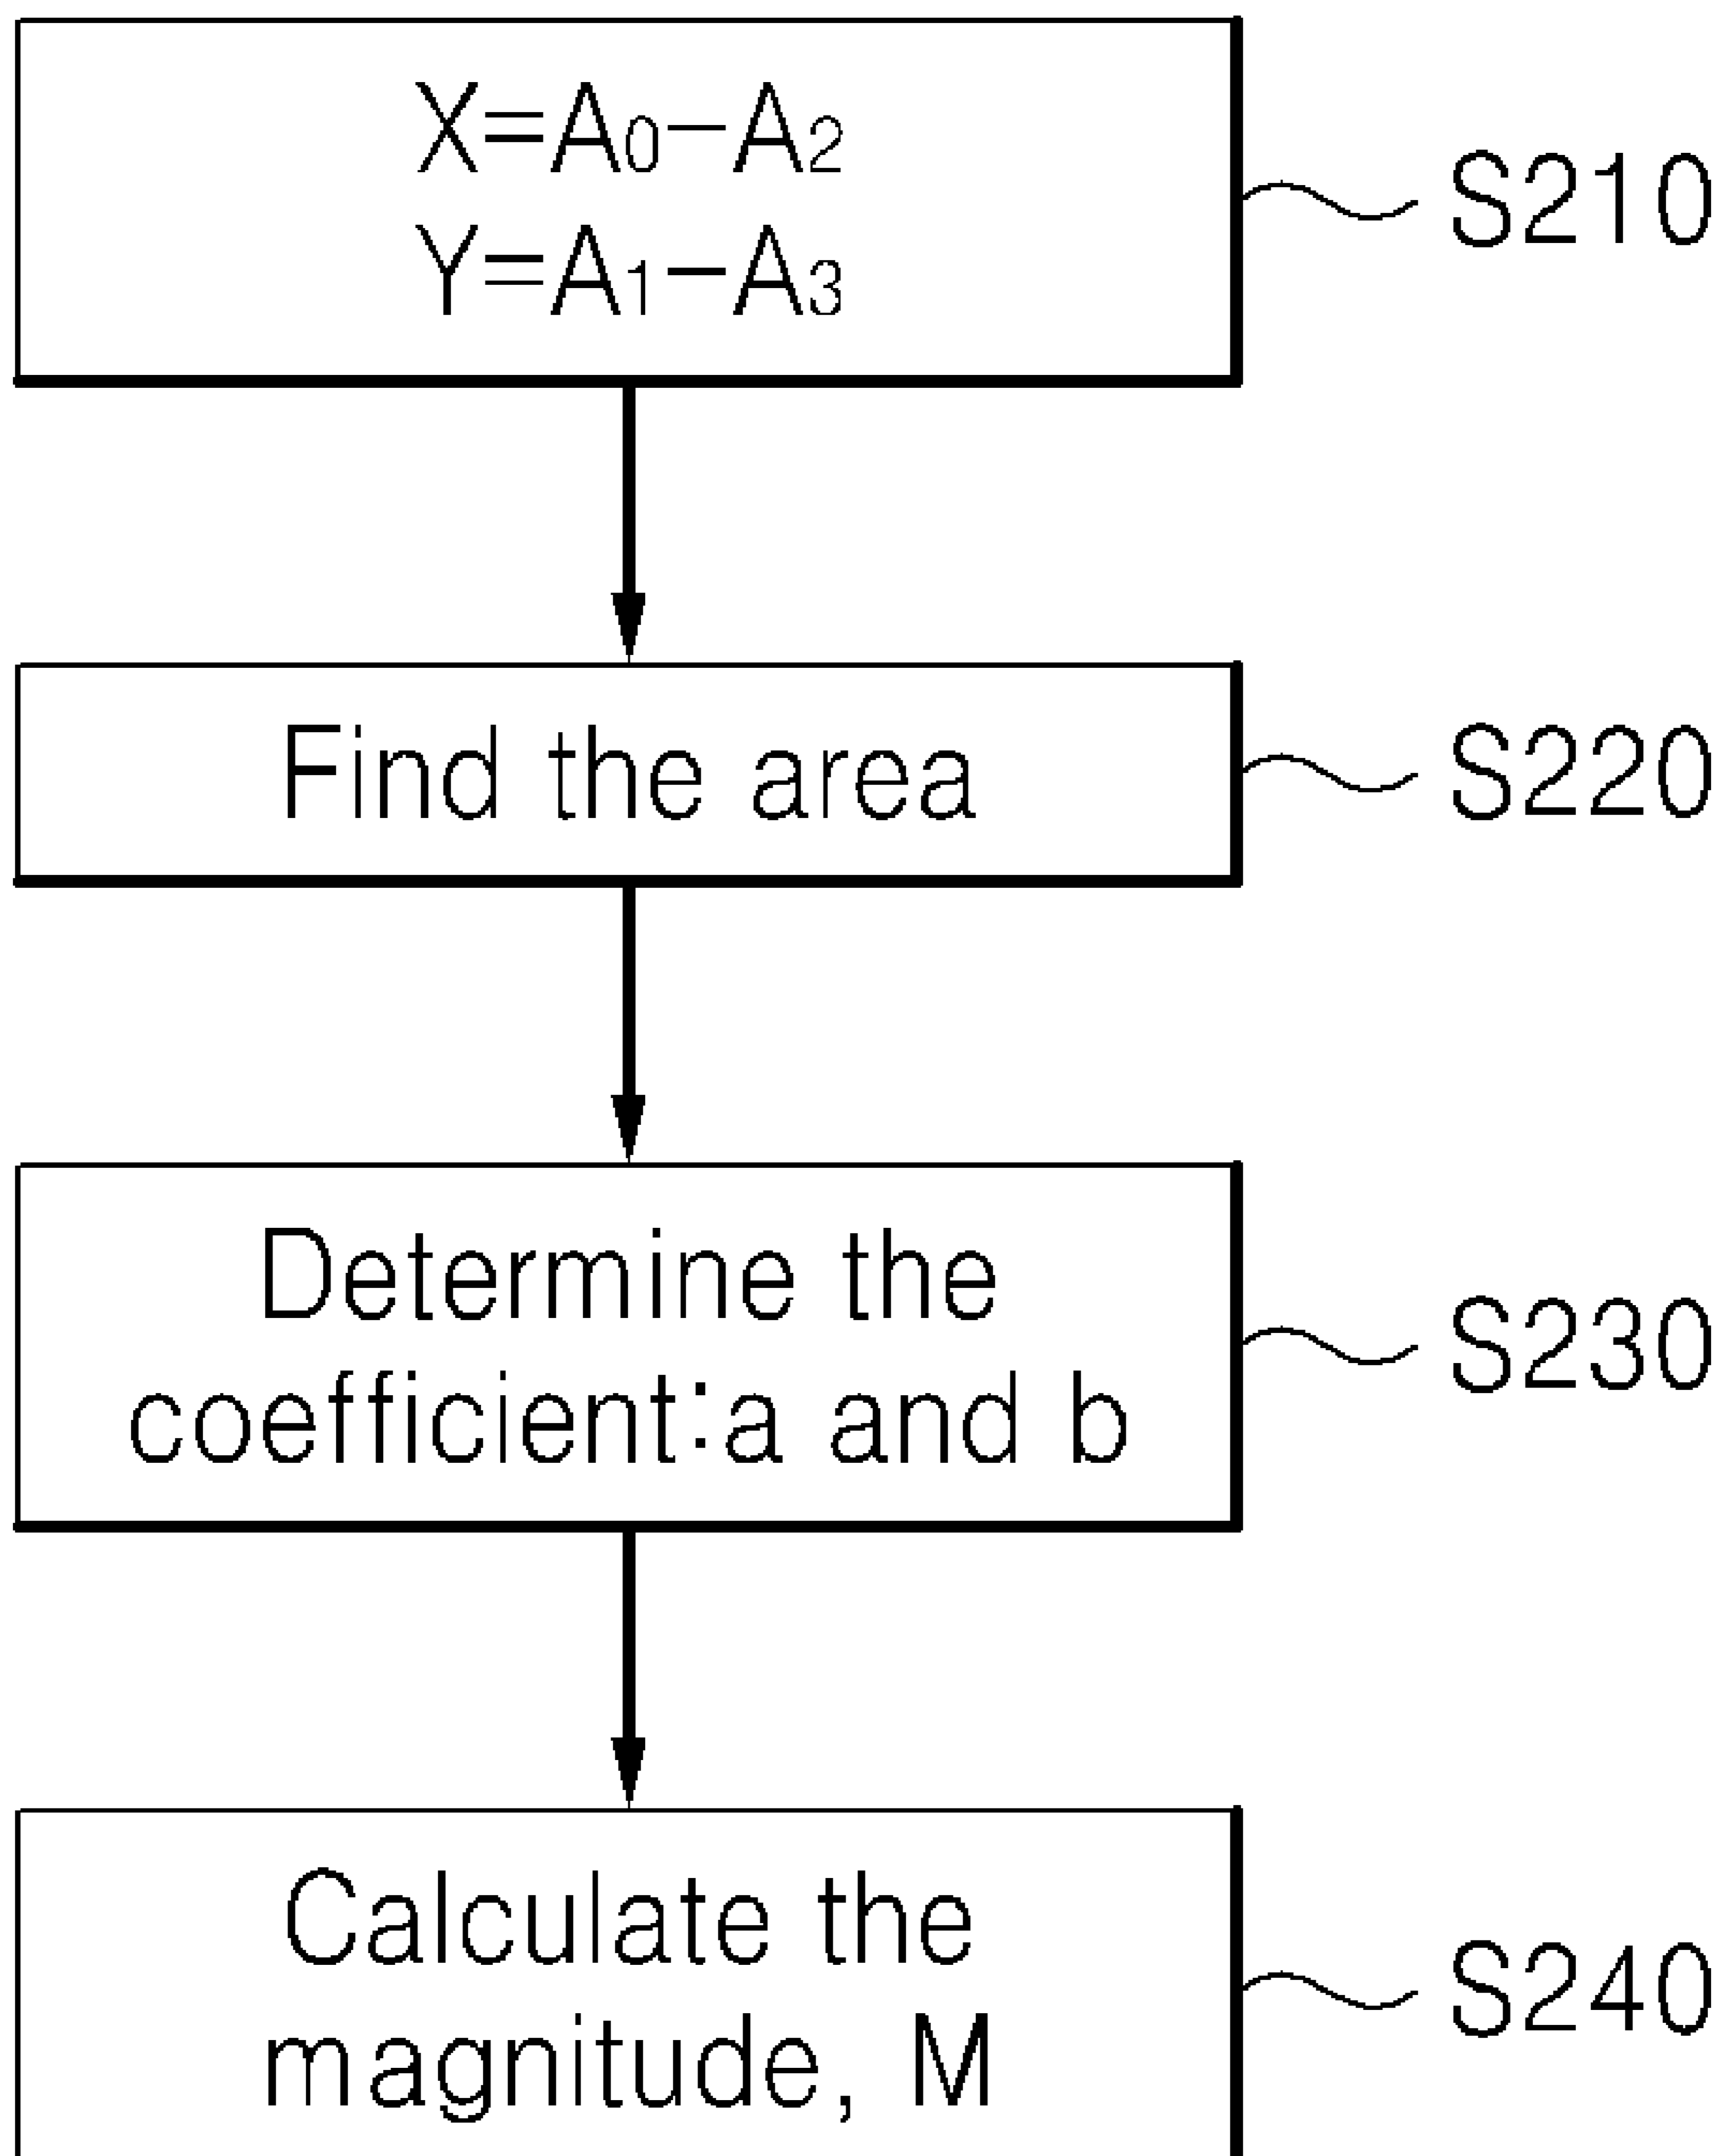 X=A₀−A₂
Y=A₁−A₃
S210
Find the area
S220
Determine the
coefficient:a and b
S230
Calculate the
magnitude, M
S240